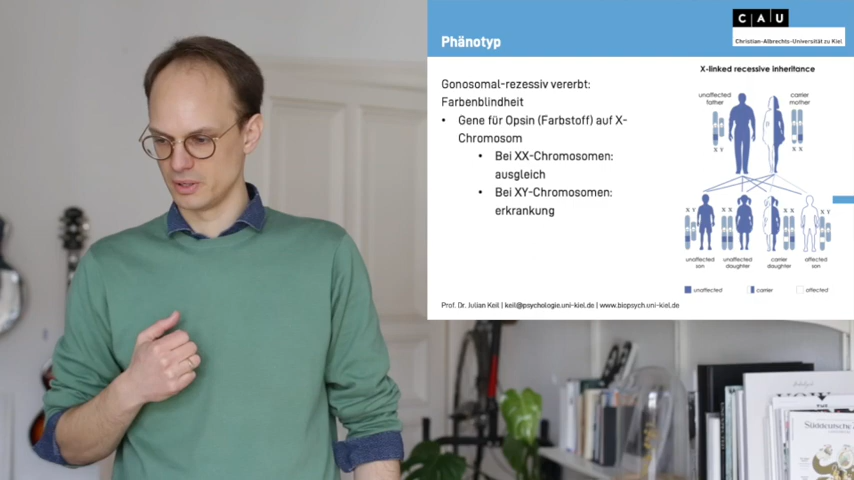 CAU
Christian-Albrechts-Universität zu Kiel
Phänotyp
Gonosomal-rezessiv vererbt:
Farbenblindheit
• Gene für Opsin (Farbstoff) auf X-
Chromosom
• Bei XX-Chromosomen:
ausgleich
• Bei XY-Chromosomen:
erkrankung
X-linked recessive inheritance
unaffected
father
carrier
mother
X Y
X X
X Y
X X
X X
X Y
unaffected
son
unaffected
daughter
carrier
daughter
affected
son
unaffected
carrier
affected
Prof. Dr. Julian Keil | keil@psychologie.uni-kiel.de | www.biopsych.uni-kiel.de
Süddeutsche